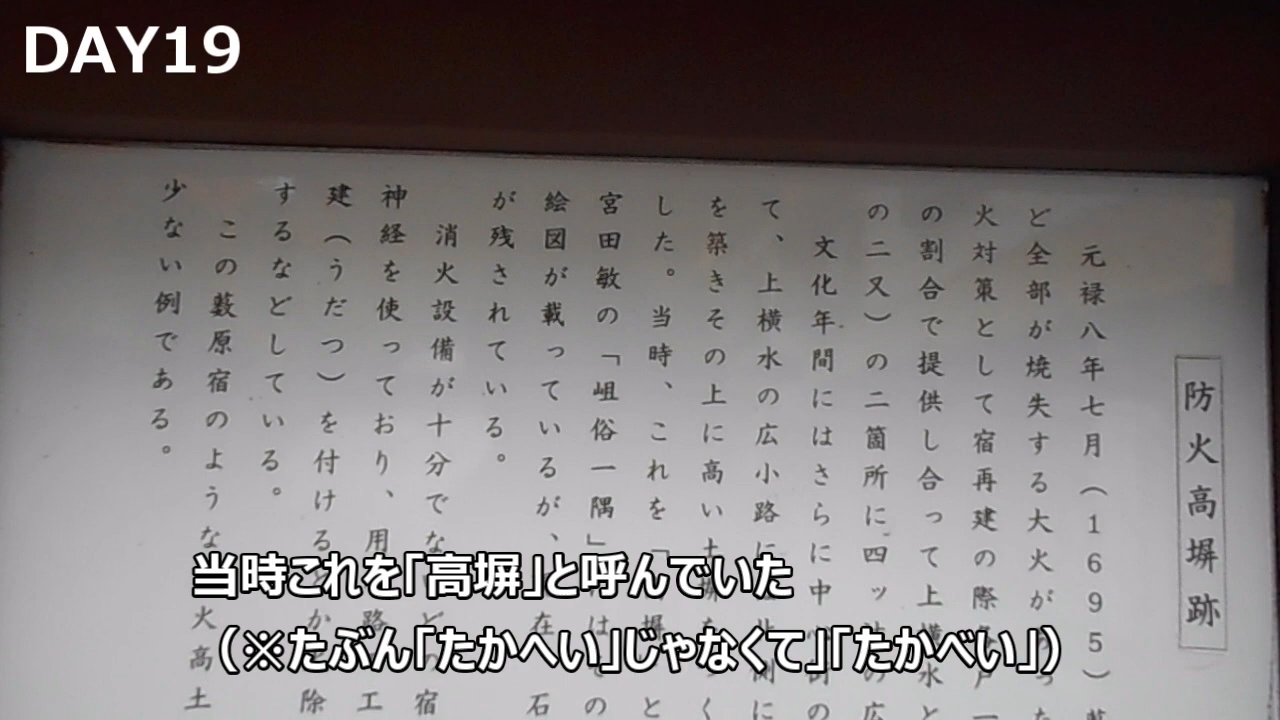 DAY19
防火高塀跡
元禄八年七月（1695）
ど全部が焼失する大火が
火対策として宿再建の際
の割合で提供し合って上横水と
の二又）の二箇所に四ッ
文化年間にはさらに中
て、上横水の広小路に
を築きその上に高い土塀
した。当時、これを「
宮田敏の「岨俗一隅」
絵図が載っているが、
が残されている。
消火設備が十分でな
神経を使っており、用
建（うだつ）を付けると
するなどしている。
この藪原宿のような
少ない例である。
当時これを「高塀」と呼んでいた
（※たぶん「たかへい」じゃなくて」「たかべい」）